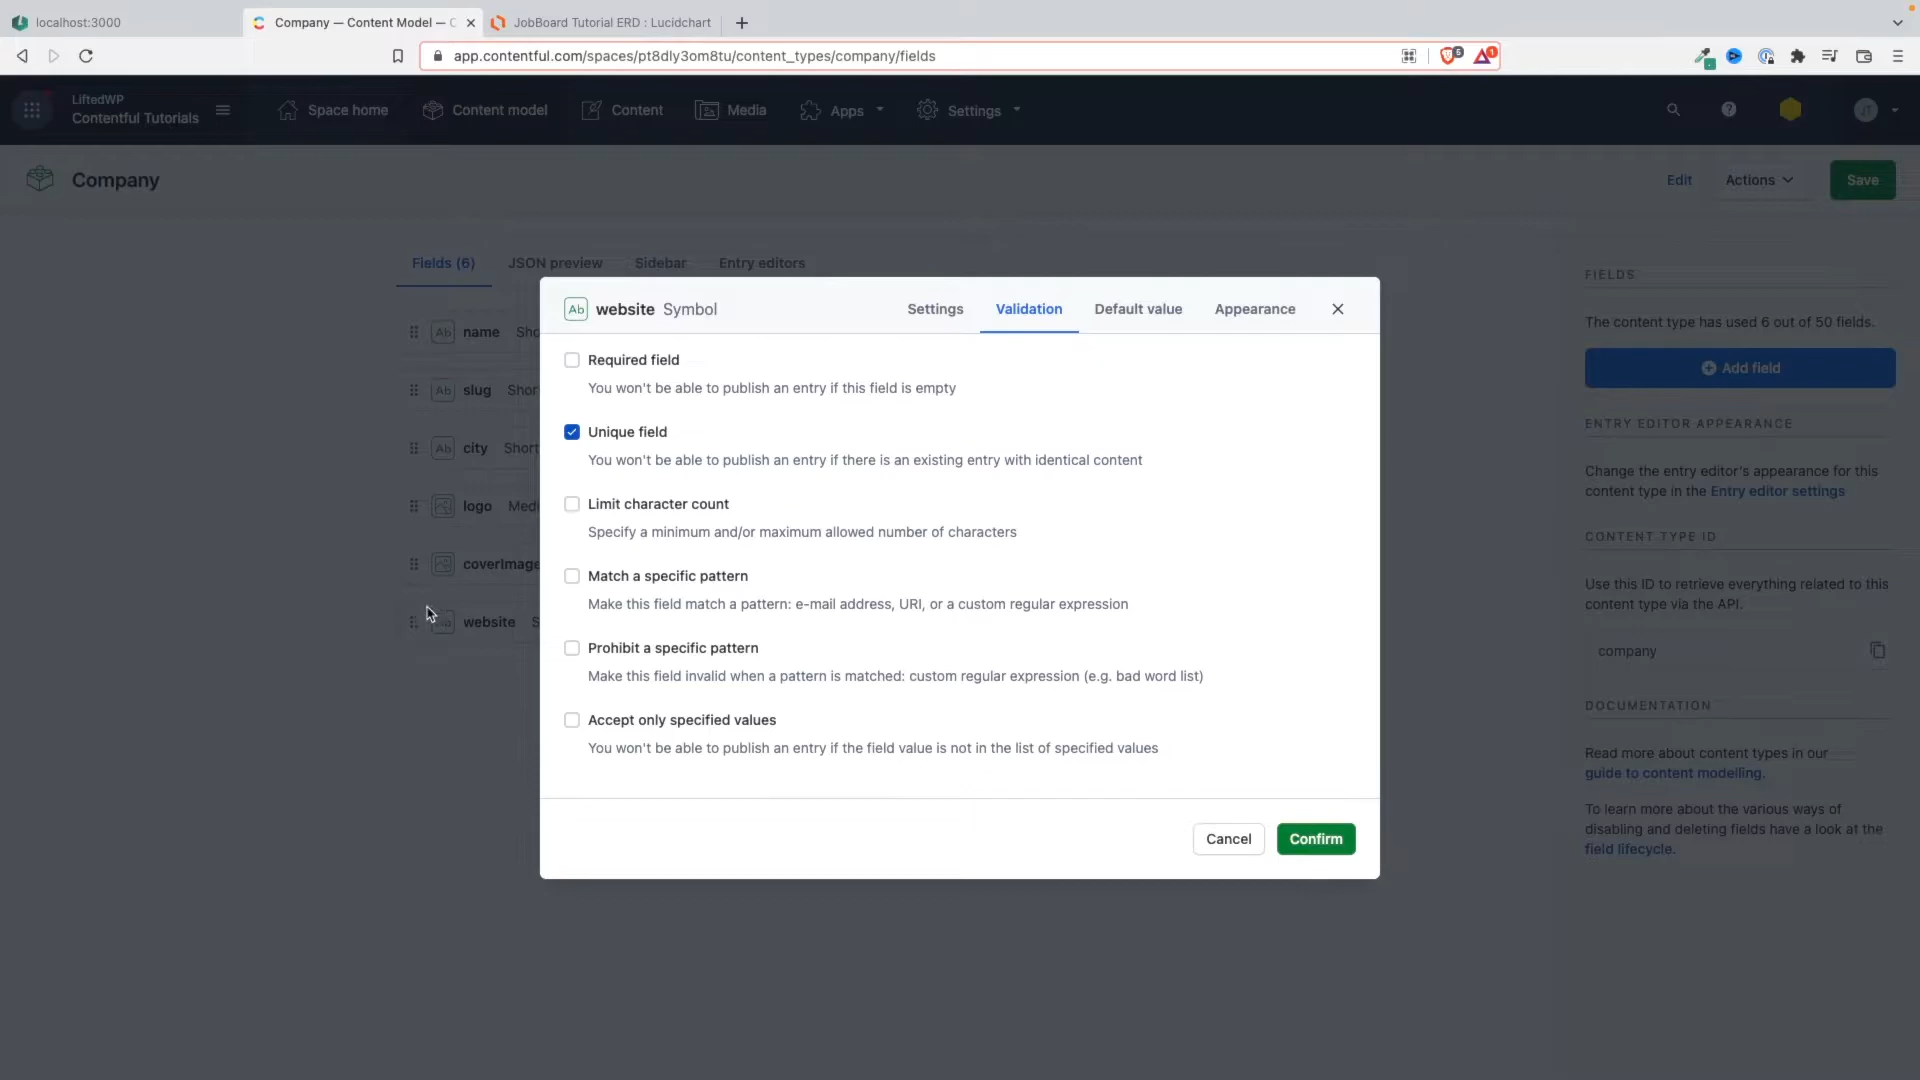 localhost:3000
Company — Content Model — C
JobBoard Tutorial ERD : Lucidchart
app.contentful.com/spaces/pt8dly3om8tu/content_types/company/fields
5
1
LiftedWP
Contentful Tutorials
Space home
Content model
Content
Media
Apps
Settings
Company
Edit
Actions
Save
Fields (6)
JSON preview
Sidebar
Entry editors
Ab name Sho
Ab slug Shor
Ab city Short
logo Medi
coverImage
website S
Ab website Symbol
Settings
Validation
Default value
Appearance
Required field
You won't be able to publish an entry if this field is empty
Unique field
You won't be able to publish an entry if there is an existing entry with identical content
Limit character count
Specify a minimum and/or maximum allowed number of characters
Match a specific pattern
Make this field match a pattern: e-mail address, URI, or a custom regular expression
Prohibit a specific pattern
Make this field invalid when a pattern is matched: custom regular expression (e.g. bad word list)
Accept only specified values
You won't be able to publish an entry if the field value is not in the list of specified values
Cancel
Confirm
FIELDS
The content type has used 6 out of 50 fields.
Add field
ENTRY EDITOR APPEARANCE
Change the entry editor's appearance for this
content type in the Entry editor settings
CONTENT TYPE ID
Use this ID to retrieve everything related to this
content type via the API.
company
DOCUMENTATION
Read more about content types in our
guide to content modelling.
To learn more about the various ways of
disabling and deleting fields have a look at the
field lifecycle.